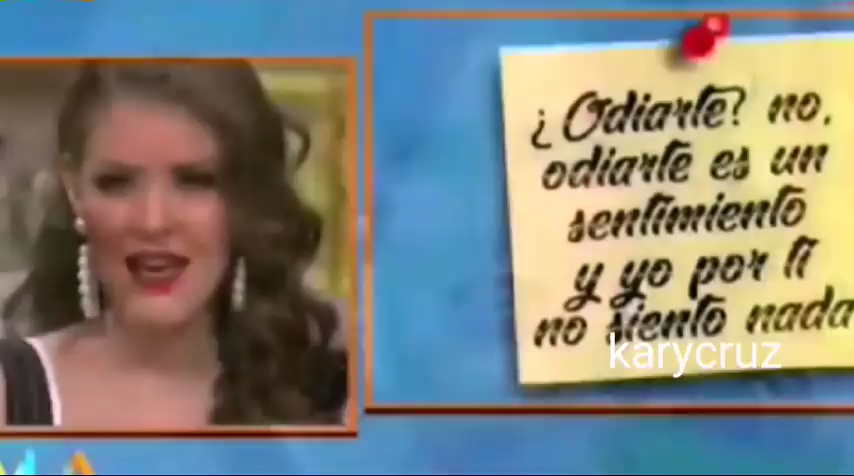 ¿Odiarte? no,
odiarte es un
sentimiento
y yo por ti
no siento nada
karycruz